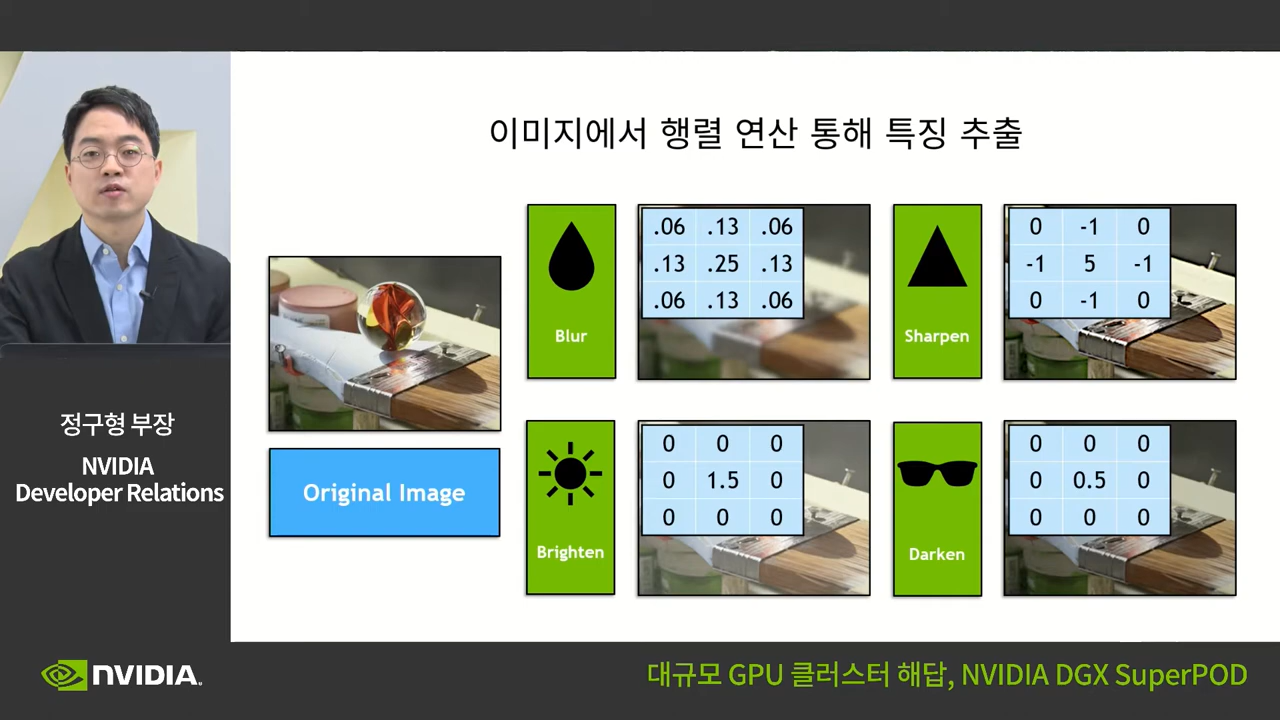 이미지에서 행렬 연산 통해 특징 추출
Original Image
Blur
.06 .13 .06
.13 .25 .13
.06 .13 .06
Sharpen
0 -1 0
-1 5 -1
0 -1 0
Brighten
0 0 0
0 1.5 0
0 0 0
Darken
0 0 0
0 0.5 0
0 0 0
정구형 부장
NVIDIA
Developer Relations
NVIDIA.
대규모 GPU 클러스터 해답, NVIDIA DGX SuperPOD